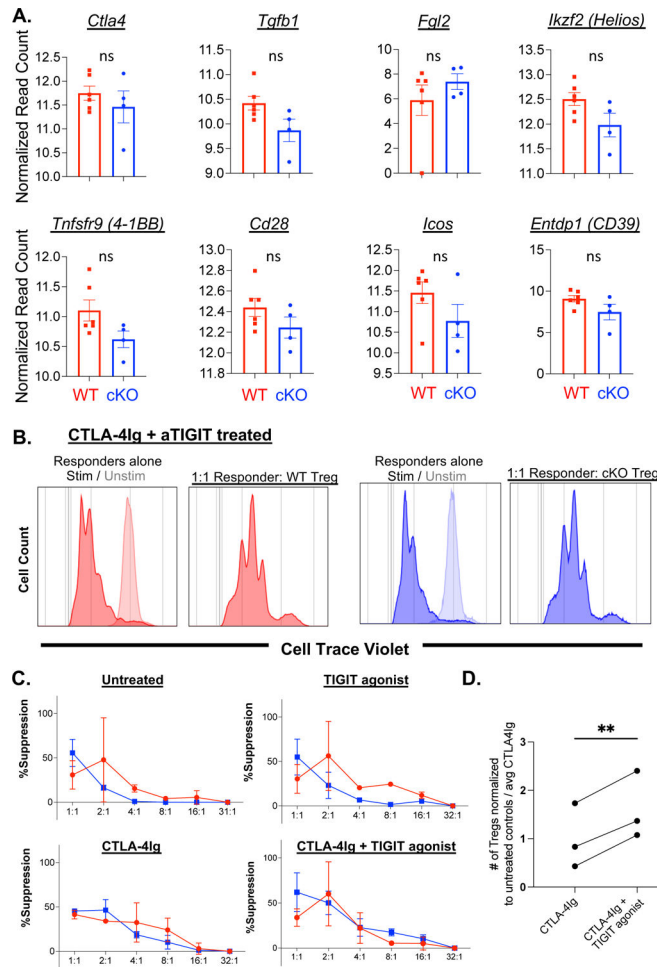 A.
Ctla4 Tgfb1 Fgl2 Ikzf2 (Helios)
ns ns ns ns
Normalized Read Count
12.5 12.0 11.5 11.0 10.5 10.0
11.5 11.0 10.5 10.0 9.5 9.0
10 8 6 4 2 0
13.5 13.0 12.5 12.0 11.5 11.0
Tnfsfr9 (4-1BB) Cd28 Icos Entdp1 (CD39)
ns ns ns ns
Normalized Read Count
12.0 11.5 11.0 10.5 10.0
13.0 12.8 12.6 12.4 12.2 12.0 11.8
12.5 12.0 11.5 11.0 10.5 10.0 9.5
15 10 5 0
WT cKO WT cKO WT cKO WT cKO
B.
CTLA-4Ig + aTIGIT treated
Responders alone
Stim / Unstim
1:1 Responder: WT Treg
Responders alone
Stim / Unstim
1:1 Responder: cKO Treg
Cell Count
Cell Trace Violet
C.
Untreated
%Suppression
100 50 0
1:1 2:1 4:1 8:1 16:1 31:1
TIGIT agonist
%Suppression
100 50 0
1:1 2:1 4:1 8:1 16:1 32:1
CTLA-4Ig
%Suppression
100 50 0
1:1 2:1 4:1 8:1 16:1 32:1
CTLA-4Ig + TIGIT agonist
%Suppression
100 50 0
1:1 2:1 4:1 8:1 16:1 32:1
D.
**
# of Tregs normalized
to untreated controls / avg CTLA4Ig
3 2 1 0
CTLA-4Ig
CTLA-4Ig +
TIGIT agonist